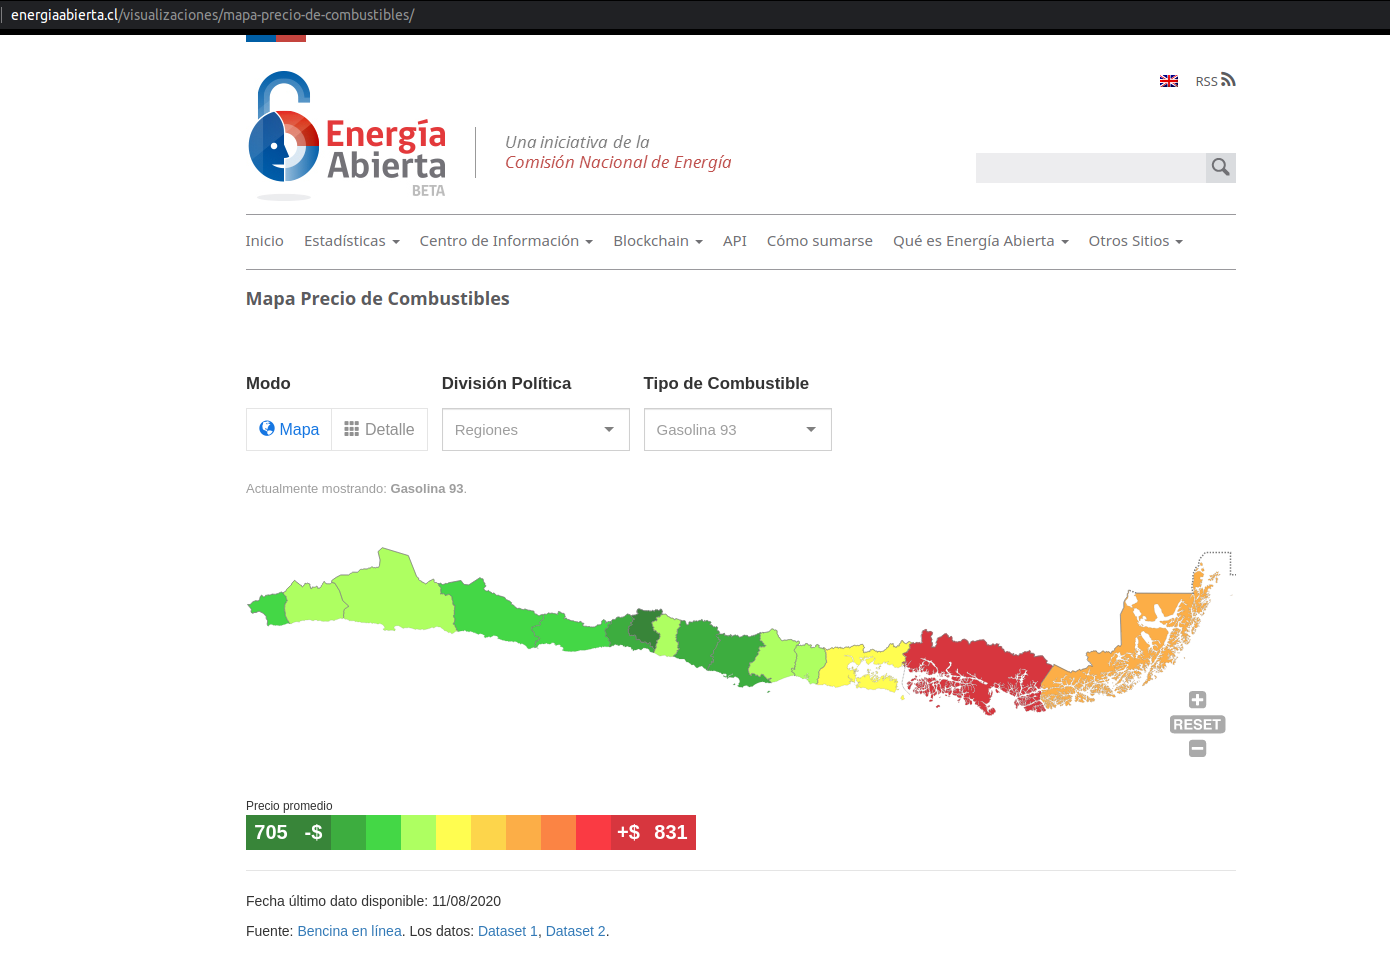 energiaabierta.cl/visualizaciones/mapa-precio-de-combustibles/
RSS
Energía
Abierta
BETA
Una iniciativa de la
Comisión Nacional de Energía
Inicio Estadísticas Centro de Información Blockchain API Cómo sumarse Qué es Energía Abierta Otros Sitios
Mapa Precio de Combustibles
Modo División Política Tipo de Combustible
Mapa Detalle Regiones Gasolina 93
Actualmente mostrando: Gasolina 93.
RESET
Precio promedio
705 -$ +$ 831
Fecha último dato disponible: 11/08/2020
Fuente: Bencina en línea. Los datos: Dataset 1, Dataset 2.